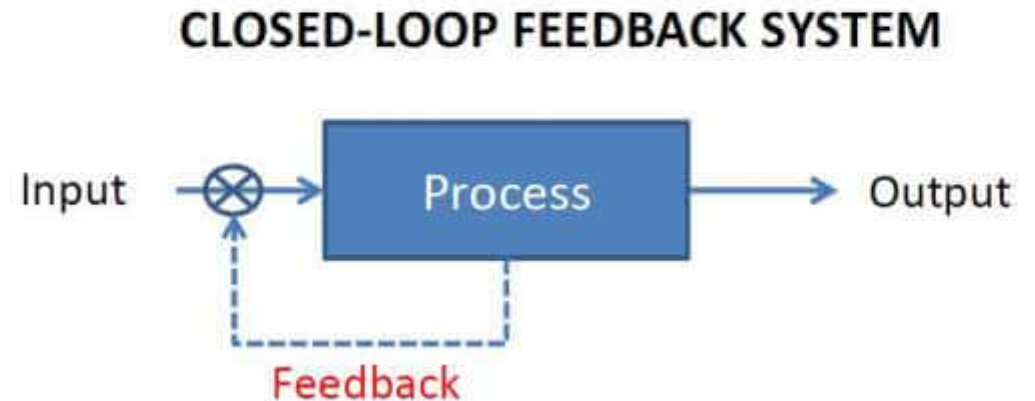 CLOSED-LOOP FEEDBACK SYSTEM
Input
Process
Output
Feedback